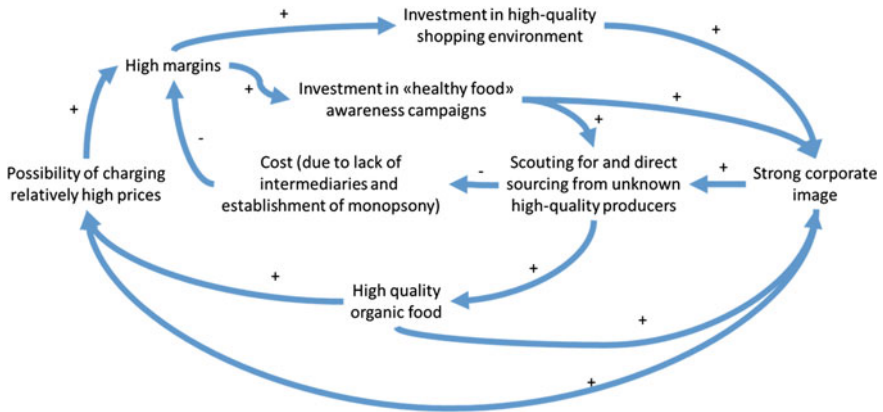 Investment in high-quality
shopping environment
+
+
High margins
+
Investment in «healthy food»
awareness campaigns
+
+
+
-
Possibility of charging
relatively high prices
Cost (due to lack of
intermediaries and
establishment of monopsony)
-
Scouting for and direct
sourcing from unknown
high-quality producers
+
Strong corporate
image
+
+
High quality
organic food
+
+